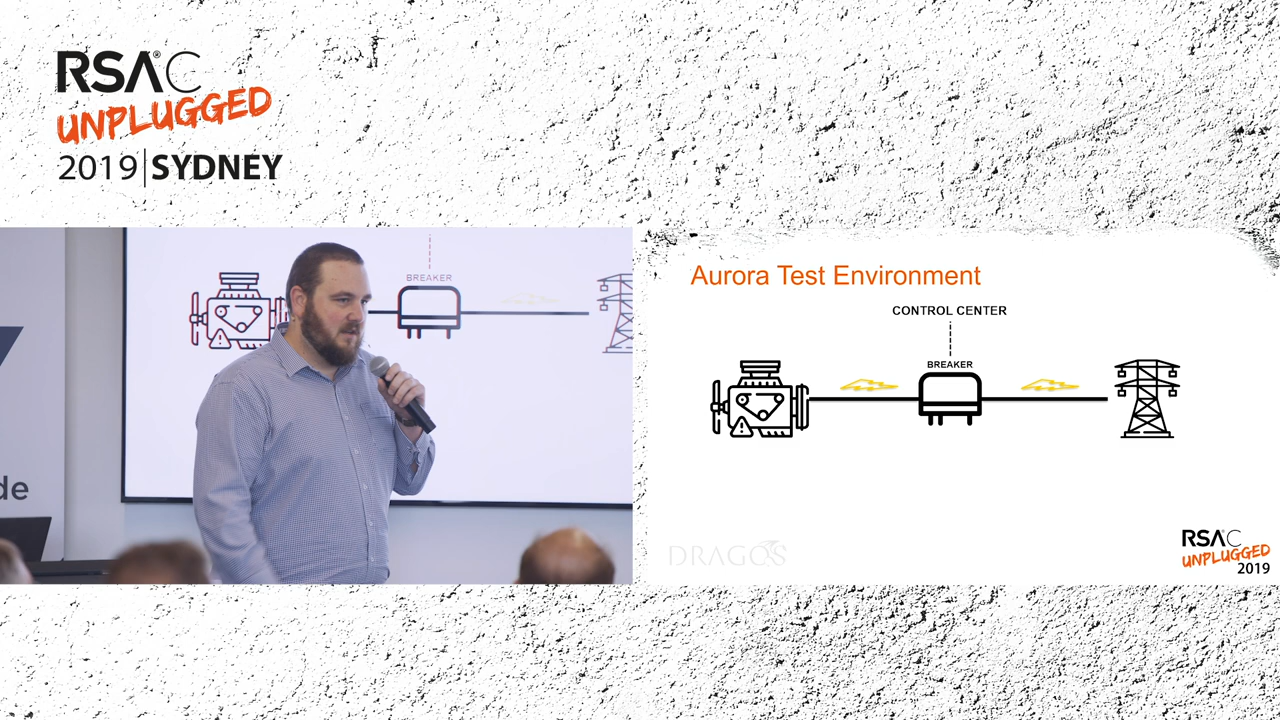 RSAC
UNPLUGGED
2019|SYDNEY
BREAKER
de
Aurora Test Environment
CONTROL CENTER
BREAKER
DRAGOS
RSAC
UNPLUGGED
2019